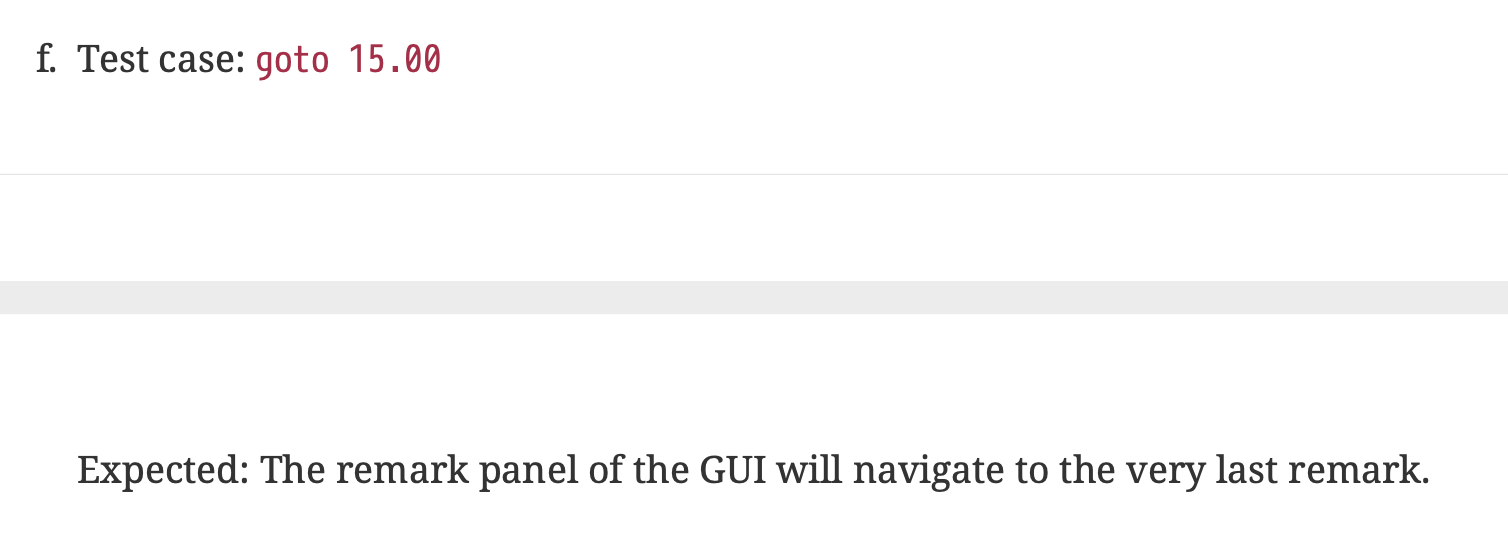 f. Test case: goto 15.00
Expected: The remark panel of the GUI will navigate to the very last remark.